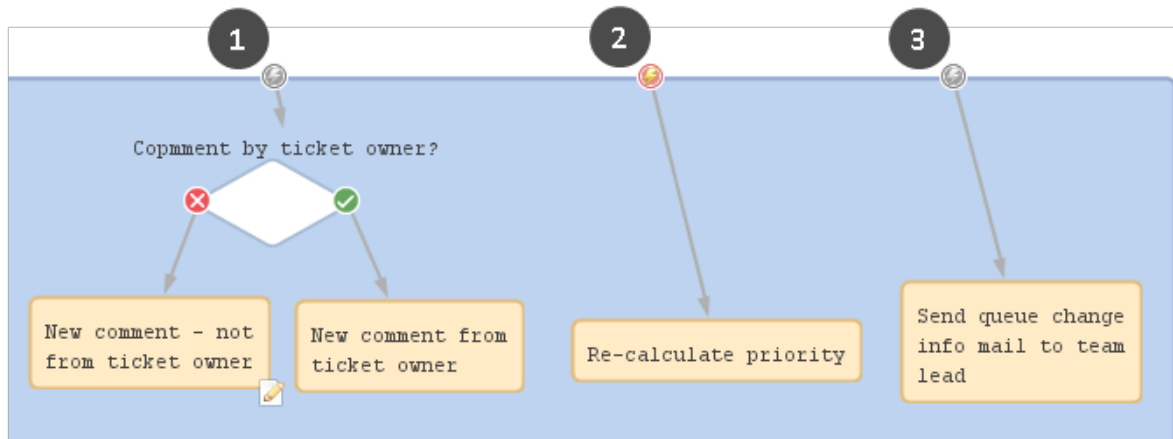 1
2
3
Copmment by ticket owner?
New comment - not
from ticket owner
New comment from
ticket owner
Re-calculate priority
Send queue change
info mail to team
lead